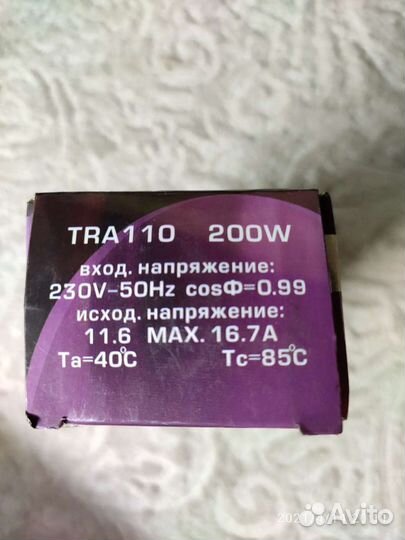 TRA110 200W
вход. напряжение:
230V-50Hz cosФ=0.99
исход. напряжение:
11.6 MAX. 16.7A
Ta=40°C Tc=85°C
Avito